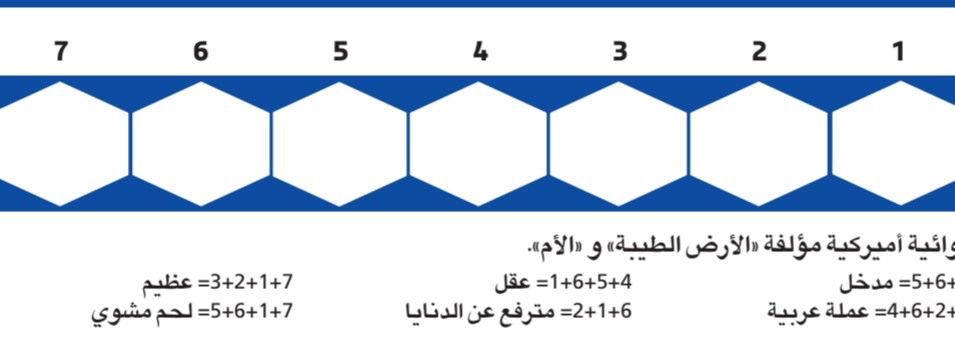 1 2 3 4 5 6 7
وائية أميركية مؤلفة «الأرض الطيبة» و «الأم».
5+6+= مدخل 4+5+6+1= عقل 7+1+2+3= عظيم
4+6+2+= عملة عربية 6+1+2= مترفع عن الدنايا 7+1+6+5= لحم مشوي